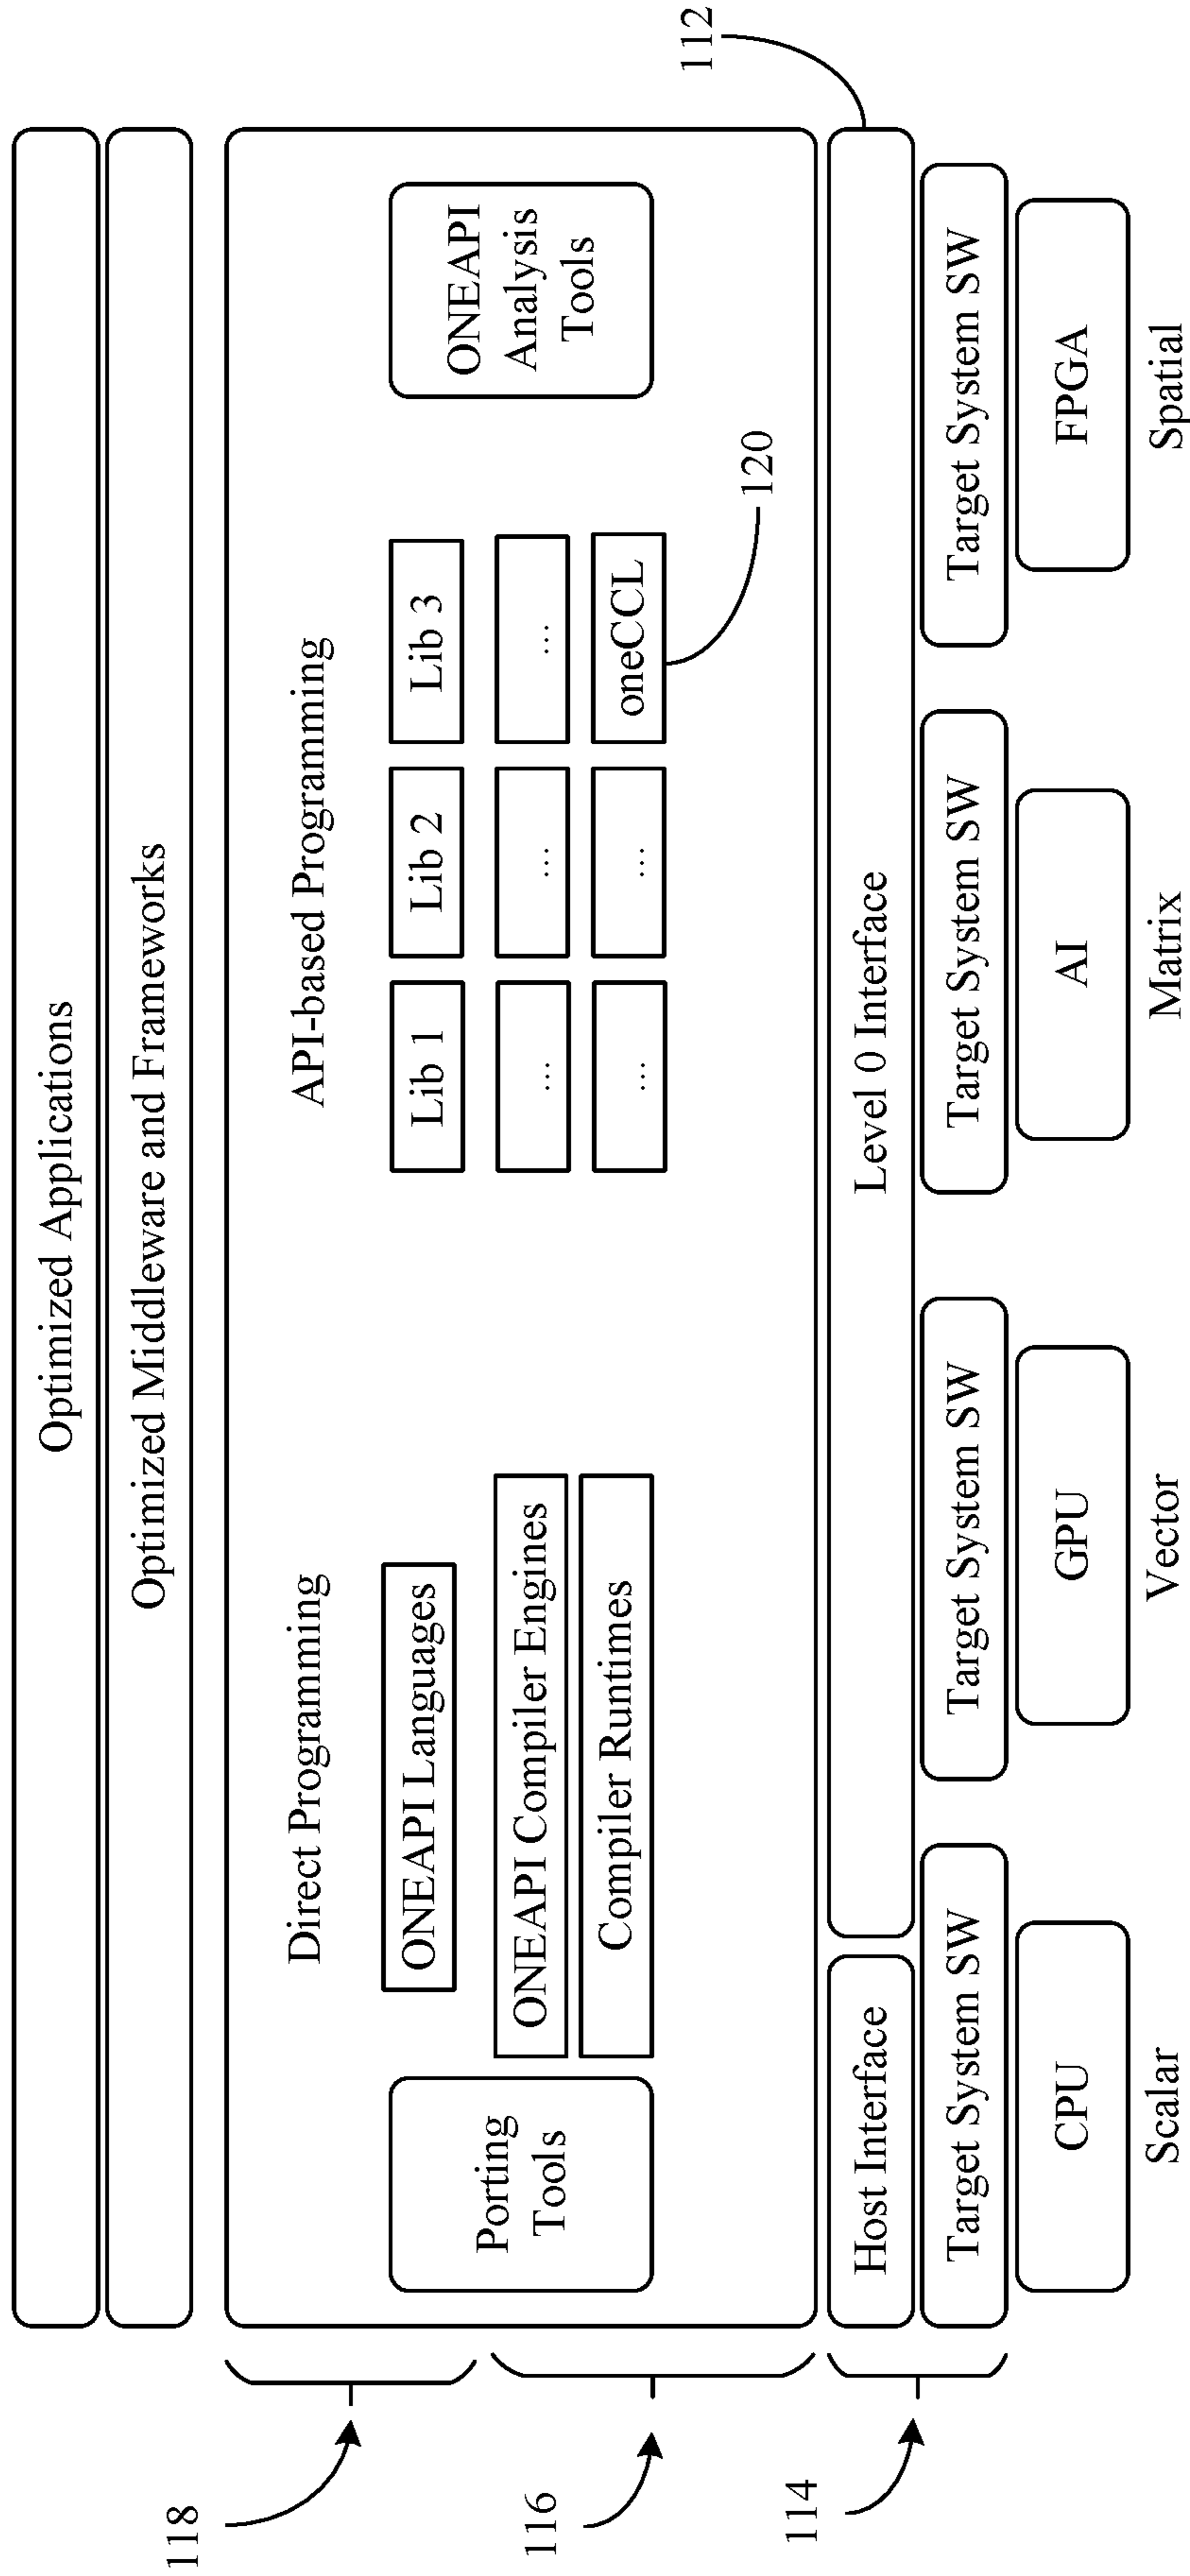 Optimized Applications
Optimized Middleware and Frameworks
118
Direct Programming
API-based Programming
ONEAPI Languages
Lib 1
Lib 2
Lib 3
Porting
Tools
ONEAPI
Analysis
Tools
116
ONEAPI Compiler Engines
...
...
...
Compiler Runtimes
...
...
oneCCL
120
112
114
Host Interface
Level 0 Interface
Target System SW
Target System SW
Target System SW
Target System SW
CPU
GPU
AI
FPGA
Scalar
Vector
Matrix
Spatial